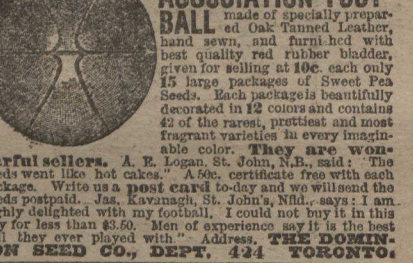 ASSOCIATION FOOT
BALL made of specially prepar-
ed Oak Tanned Leather,
hand sewn, and furnished with
best quality red rubber bladder,
given for selling at 10c. each only
15 large packages of Sweet Pea
Seeds. Each package is beautifully
decorated in 12 colors and contains
42 of the rarest, prettiest and most
fragrant varieties in every imagin-
able color. They are won-
erful sellers. A. E. Logan, St. John, N.B., said: "The
eds went like hot cakes." A 50c. certificate free with each
ckage. Write us a post card to-day and we will send the
eds postpaid. Jas. Kavanagh, St. John's, Nfld., says: I am
ghly delighted with my football. I could not buy it in this
y for less than $3.50. Men of experience say it is the best
ll they ever played with." Address, THE DOMIN-
ON SEED CO., DEPT. 424 TORONTO.